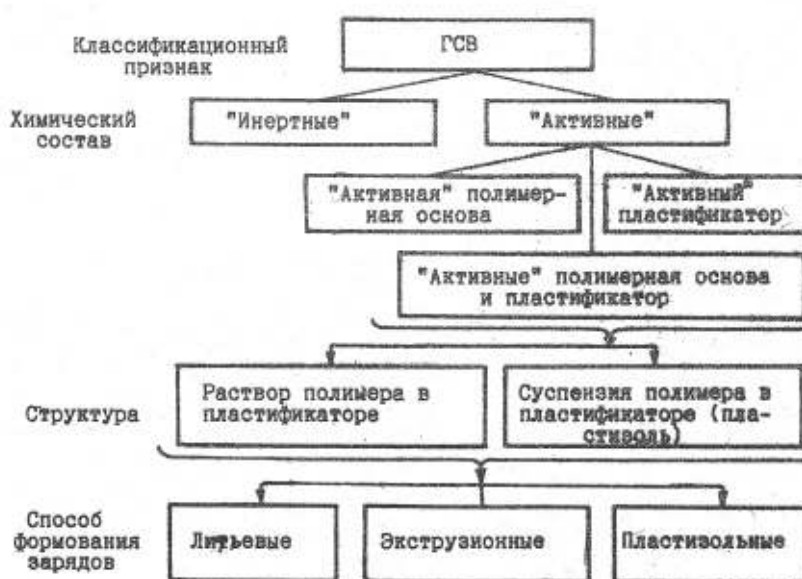 Классификационный
признак
ГСВ
Химический
состав
"Инертные"
"Активные"
"Активная" полимер-
ная основа
"Активный"
пластификатор
"Активные" полимерная основа
и пластификатор
Структура
Раствор полимера в
пластификаторе
Суспензия полимера в
пластификаторе (пла-
стизоль)
Способ
формования
зарядов
Литьевые
Экструзионные
Пластизольные